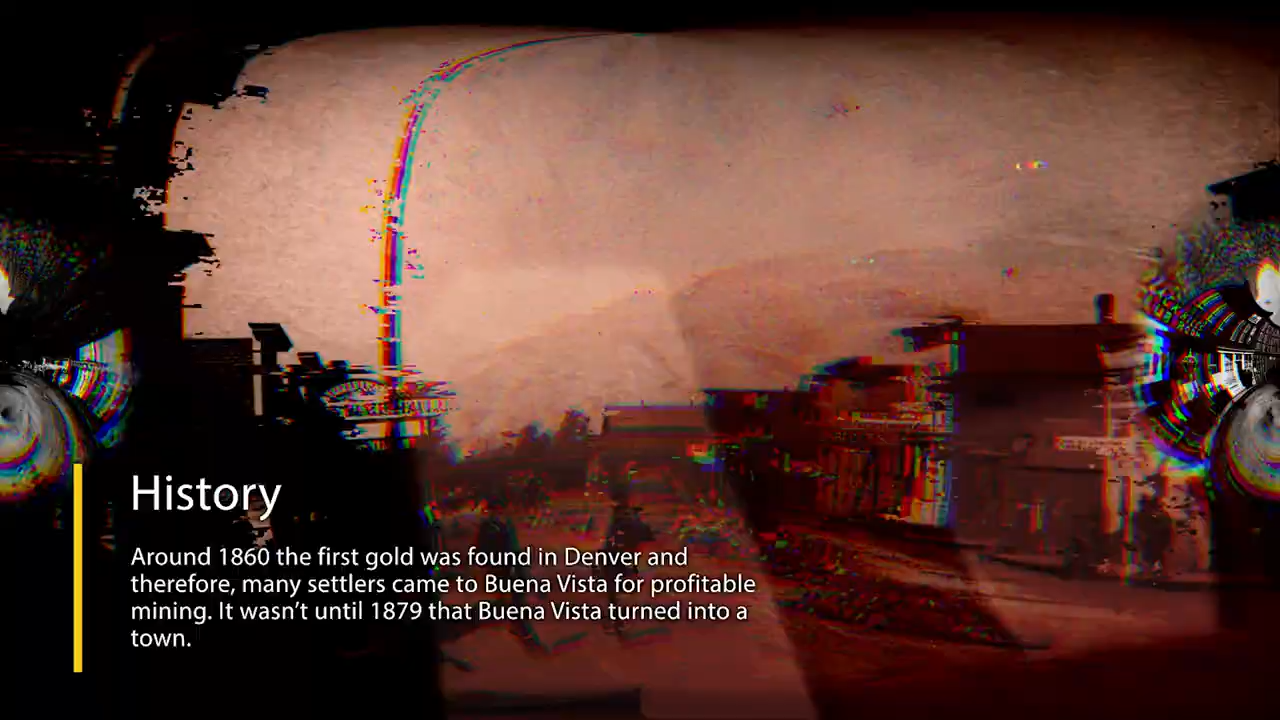 History
Around 1860 the first gold was found in Denver and
therefore, many settlers came to Buena Vista for profitable
mining. It wasn't until 1879 that Buena Vista turned into a
town.